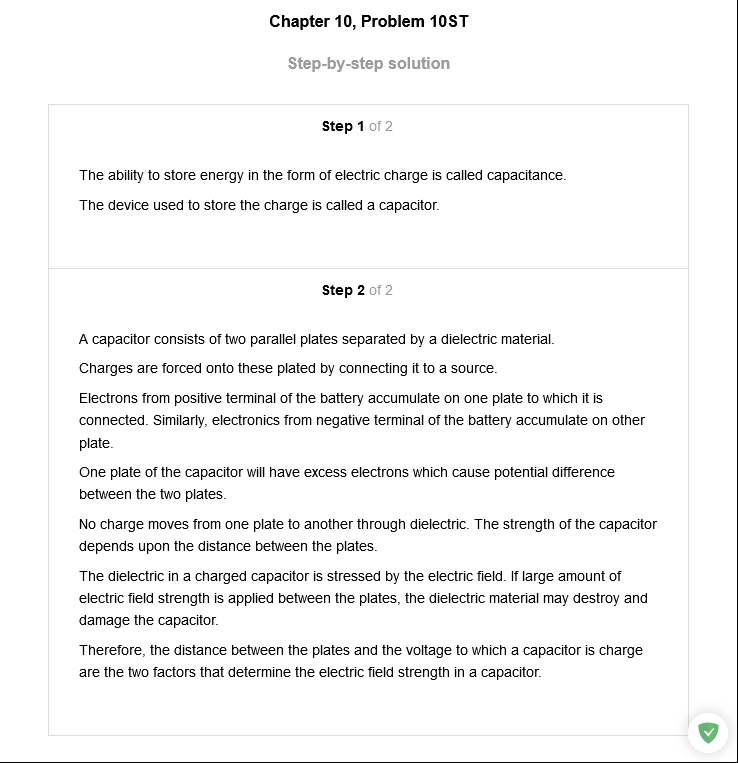 Chapter 10, Problem 10ST
Step-by-step solution
Step 1 of 2
The ability to store energy in the form of electric charge is called capacitance.
The device used to store the charge is called a capacitor.
Step 2 of 2
A capacitor consists of two parallel plates separated by a dielectric material.
Charges are forced onto these plated by connecting it to a source.
Electrons from positive terminal of the battery accumulate on one plate to which it is
connected. Similarly, electronics from negative terminal of the battery accumulate on other
plate.
One plate of the capacitor will have excess electrons which cause potential difference
between the two plates.
No charge moves from one plate to another through dielectric. The strength of the capacitor
depends upon the distance between the plates.
The dielectric in a charged capacitor is stressed by the electric field. If large amount of
electric field strength is applied between the plates, the dielectric material may destroy and
damage the capacitor.
Therefore, the distance between the plates and the voltage to which a capacitor is charge
are the two factors that determine the electric field strength in a capacitor.